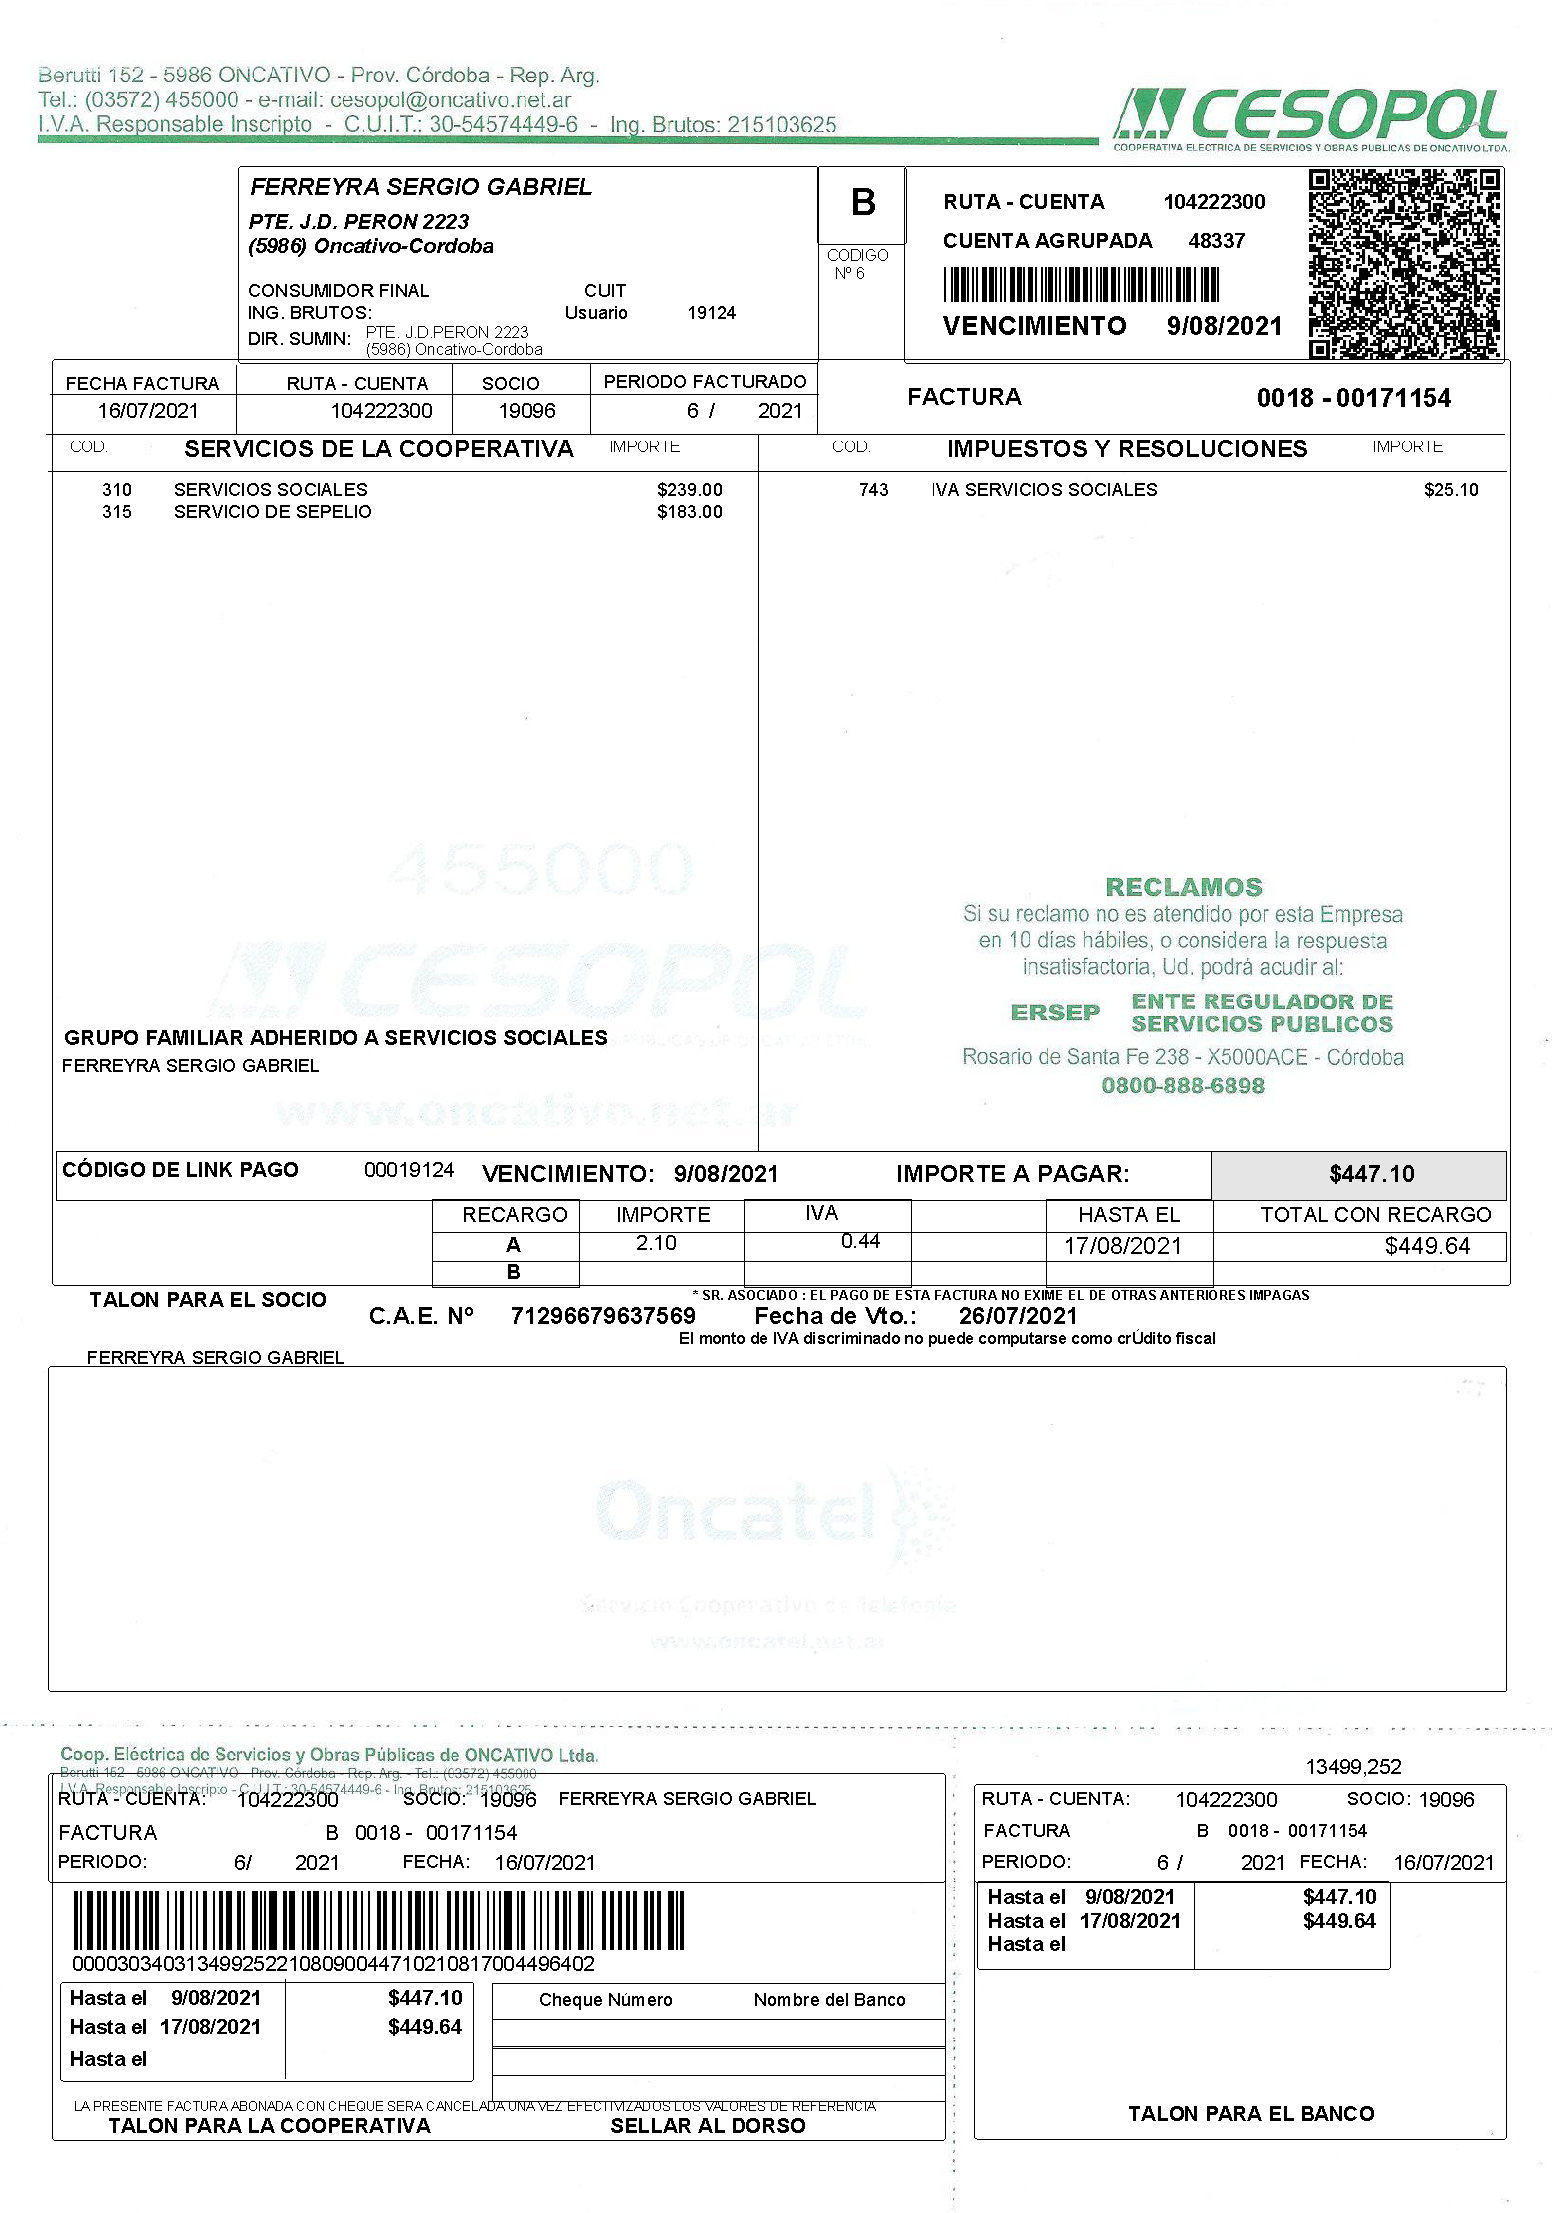 Berutti 152 - 5986 ONCATIVO - Prov. Córdoba - Rep. Arg.
Tel.: (03572) 455000 - e-mail: cesopol@oncativo.net.ar
I.V.A. Responsable Inscripto - C.U.I.T.: 30-54574449-6 - Ing. Brutos: 215103625
CESOPOL
COOPERATIVA ELECTRICA DE SERVICIOS Y OBRAS PUBLICAS DE ONCATIVO LTDA.
FERREYRA SERGIO GABRIEL
PTE. J.D. PERON 2223
(5986) Oncativo-Cordoba
CONSUMIDOR FINAL CUIT
ING. BRUTOS: Usuario 19124
DIR. SUMIN: PTE. J.D.PERON 2223
(5986) Oncativo-Cordoba
B
CODIGO
Nº 6
RUTA - CUENTA 104222300
CUENTA AGRUPADA 48337
VENCIMIENTO 9/08/2021
FECHA FACTURA RUTA - CUENTA SOCIO PERIODO FACTURADO
16/07/2021 104222300 19096 6 / 2021
FACTURA 0018 - 00171154
COD. SERVICIOS DE LA COOPERATIVA IMPORTE COD. IMPUESTOS Y RESOLUCIONES IMPORTE
310 SERVICIOS SOCIALES $239.00 743 IVA SERVICIOS SOCIALES $25.10
315 SERVICIO DE SEPELIO $183.00
455000
CESOPOL
RECLAMOS
Si su reclamo no es atendido por esta Empresa
en 10 días hábiles, o considera la respuesta
insatisfactoria, Ud. podrá acudir al:
ERSEP ENTE REGULADOR DE
SERVICIOS PUBLICOS
Rosario de Santa Fe 238 - X5000ACE - Córdoba
0800-888-6898
GRUPO FAMILIAR ADHERIDO A SERVICIOS SOCIALES
FERREYRA SERGIO GABRIEL
www.oncativo.net.ar
CÓDIGO DE LINK PAGO 00019124 VENCIMIENTO: 9/08/2021 IMPORTE A PAGAR: $447.10
RECARGO IMPORTE IVA HASTA EL TOTAL CON RECARGO
A 2.10 0.44 17/08/2021 $449.64
B
TALON PARA EL SOCIO
* SR. ASOCIADO : EL PAGO DE ESTA FACTURA NO EXIME EL DE OTRAS ANTERIORES IMPAGAS
C.A.E. Nº 71296679637569 Fecha de Vto.: 26/07/2021
El monto de IVA discriminado no puede computarse como crÚdito fiscal
FERREYRA SERGIO GABRIEL
Oncatel
Servicio Cooperativo de Telefonía
www.oncatel.net.ar
Coop. Eléctrica de Servicios y Obras Públicas de ONCATIVO Ltda.
Berutti 152 - 5986 ONCATIVO - Prov. Córdoba - Rep. Arg. - Tel.: (03572) 455000
I.V.A. Responsable Inscripto - C.U.I.T.: 30-54574449-6 - Ing. Brutos: 215103625
RUTA - CUENTA: 104222300 SOCIO: 19096 FERREYRA SERGIO GABRIEL
FACTURA B 0018 - 00171154
PERIODO: 6/ 2021 FECHA: 16/07/2021
0000303403134992522108090044710210817004496402
Hasta el 9/08/2021 $447.10
Hasta el 17/08/2021 $449.64
Hasta el
Cheque Número Nombre del Banco
LA PRESENTE FACTURA ABONADA CON CHEQUE SERA CANCELADA UNA VEZ EFECTIVIZADOS LOS VALORES DE REFERENCIA
TALON PARA LA COOPERATIVA SELLAR AL DORSO
13499,252
RUTA - CUENTA: 104222300 SOCIO: 19096
FACTURA B 0018 - 00171154
PERIODO: 6 / 2021 FECHA: 16/07/2021
Hasta el 9/08/2021 $447.10
Hasta el 17/08/2021 $449.64
Hasta el
TALON PARA EL BANCO